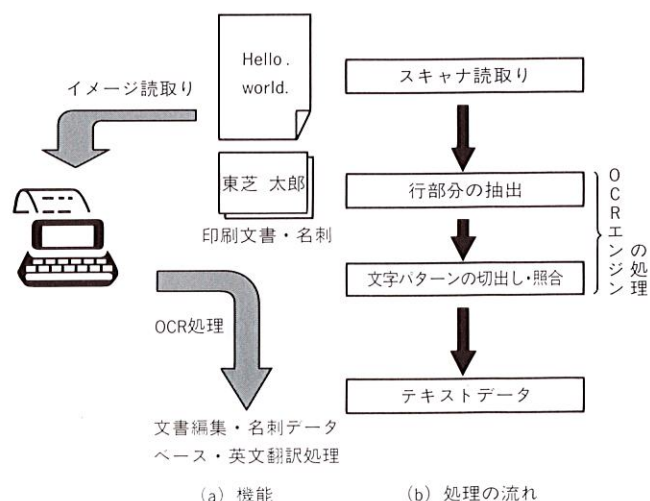 Hello.
world.
イメージ読取り
東芝 太郎
印刷文書・名刺
OCR処理
文書編集・名刺データ
ベース・英文翻訳処理
(a) 機能
スキャナ読取り
行部分の抽出
文字パターンの切出し・照合
OCRエンジン
の処理
テキストデータ
(b) 処理の流れ